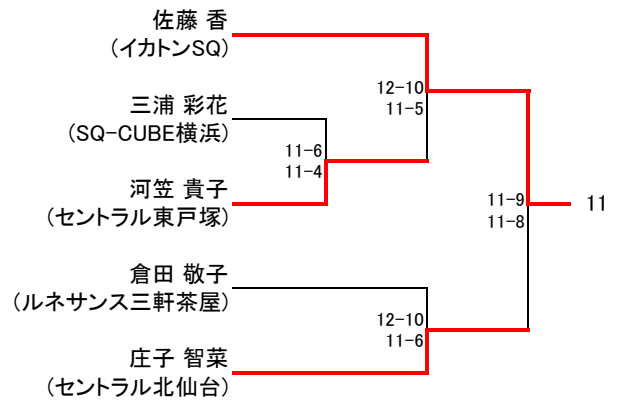 佐藤 香
(イカトンSQ)
12-10
11-5
三浦 彩花
(SQ-CUBE横浜)
11-6
11-4
河笠 貴子
(セントラル東戸塚)
11-9
11-8
11
倉田 敬子
(ルネサンス三軒茶屋)
12-10
11-6
庄子 智菜
(セントラル北仙台)